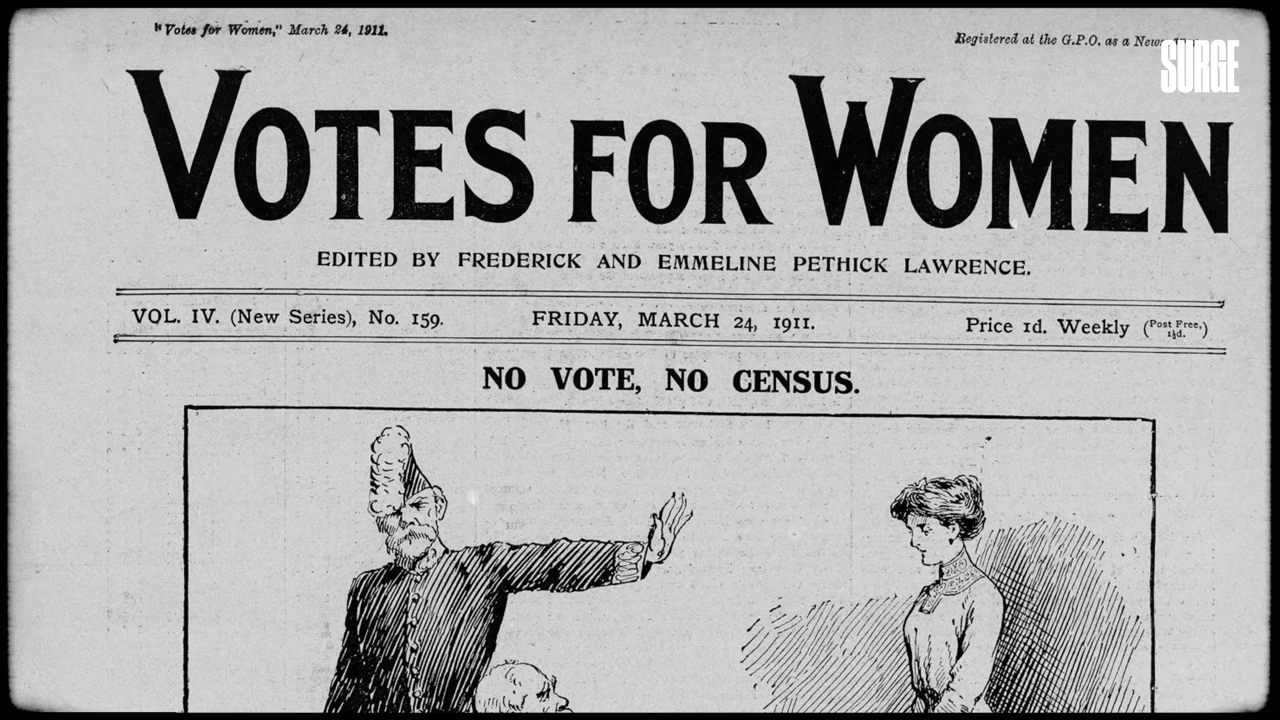 "Votes for Women," March 24, 1911.
Registered at the G.P.O. as a
SURGE
VOTES FOR WOMEN
EDITED BY FREDERICK AND EMMELINE PETHICK LAWRENCE.
VOL. IV. (New Series), No. 159.
FRIDAY, MARCH 24, 1911.
Price 1d. Weekly (Post Free, 1½d.)
NO VOTE, NO CENSUS.